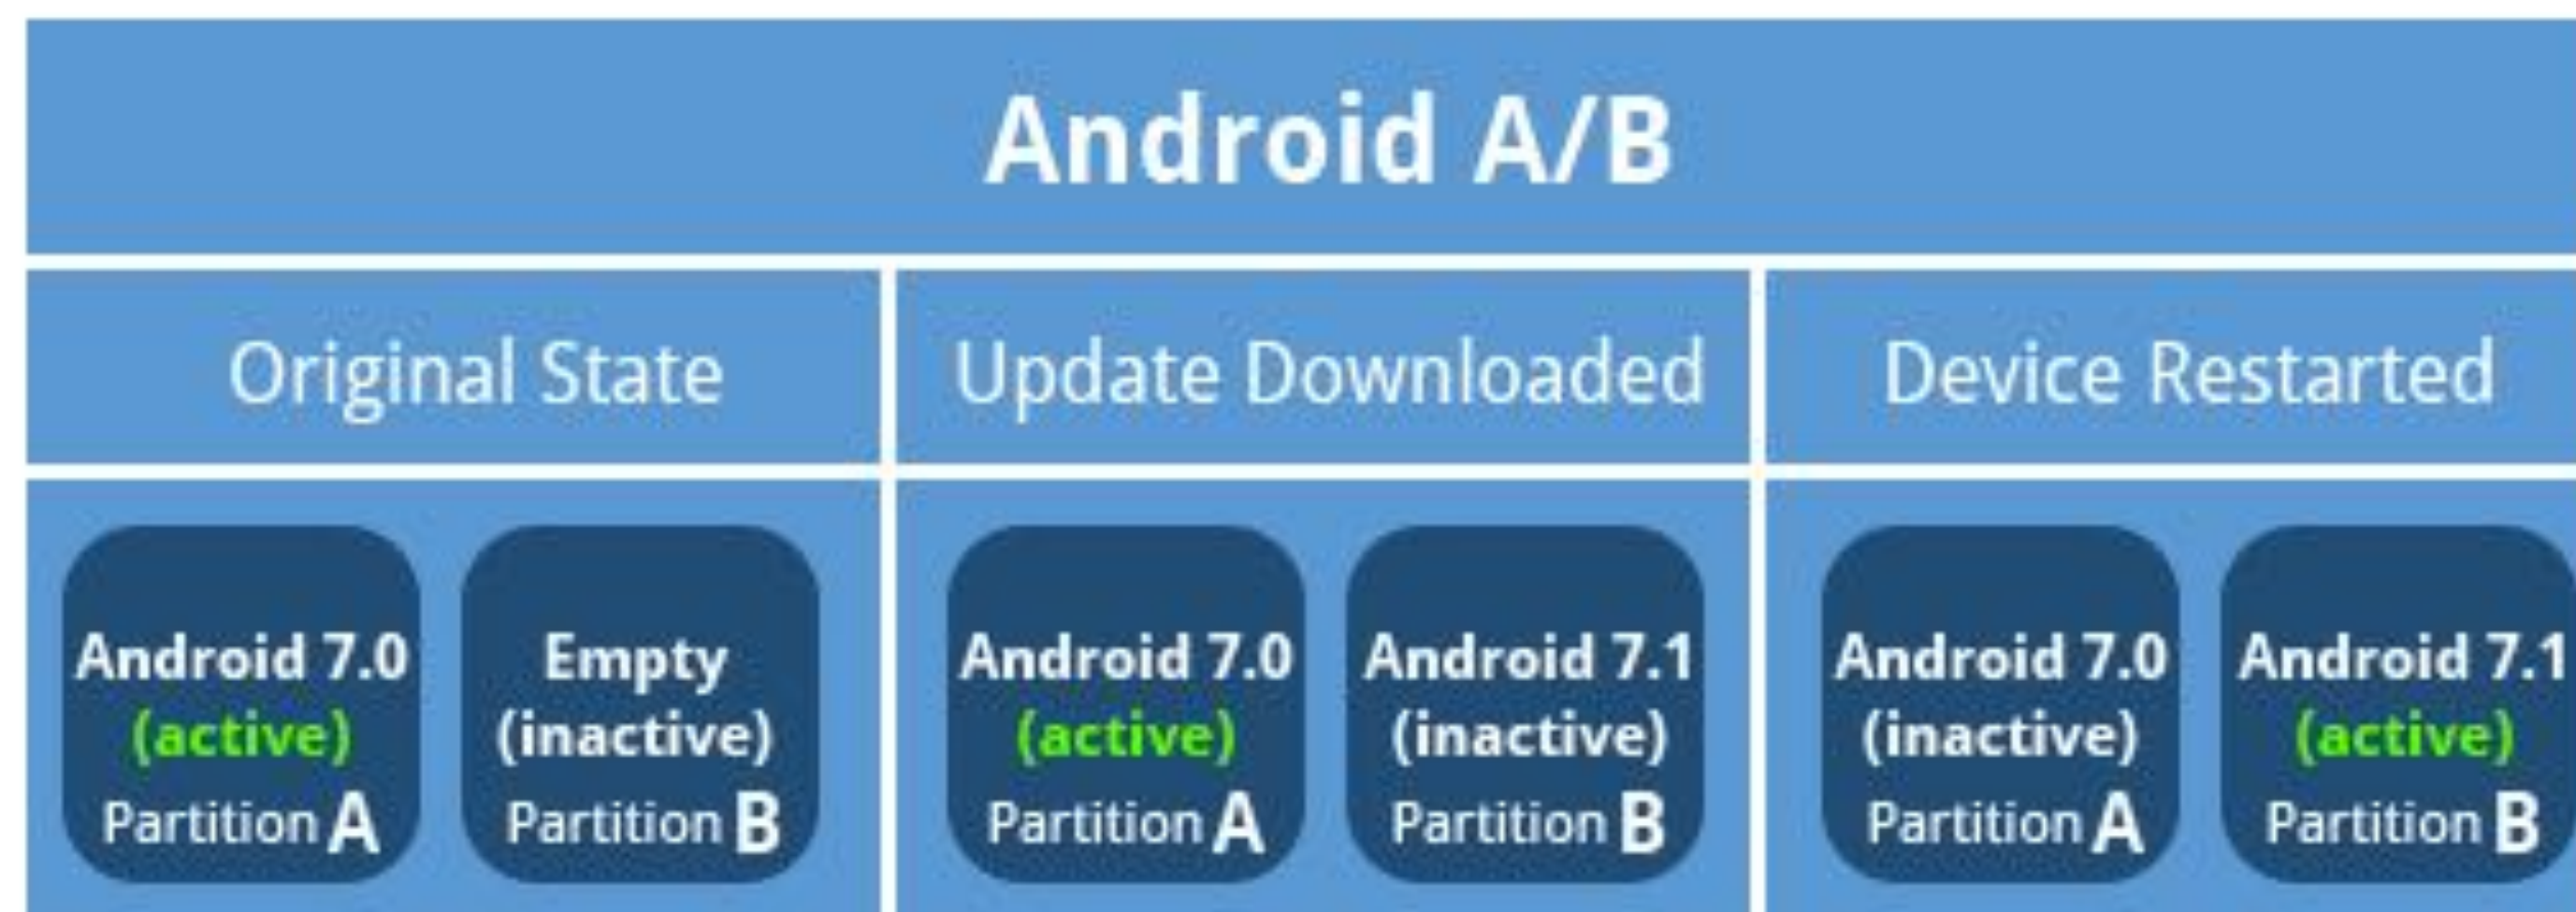 Android A/B
Original State
Update Downloaded
Device Restarted
Android 7.0
(active)
Partition A
Empty
(inactive)
Partition B
Android 7.0
(active)
Partition A
Android 7.1
(inactive)
Partition B
Android 7.0
(inactive)
Partition A
Android 7.1
(active)
Partition B